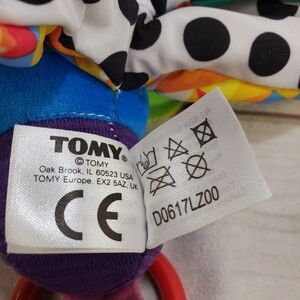 TOMY®
© TOMY
Oak Brook, IL 60523 USA
TOMY Europe, EX2 5AZ, UK
CE
D0617LZ00